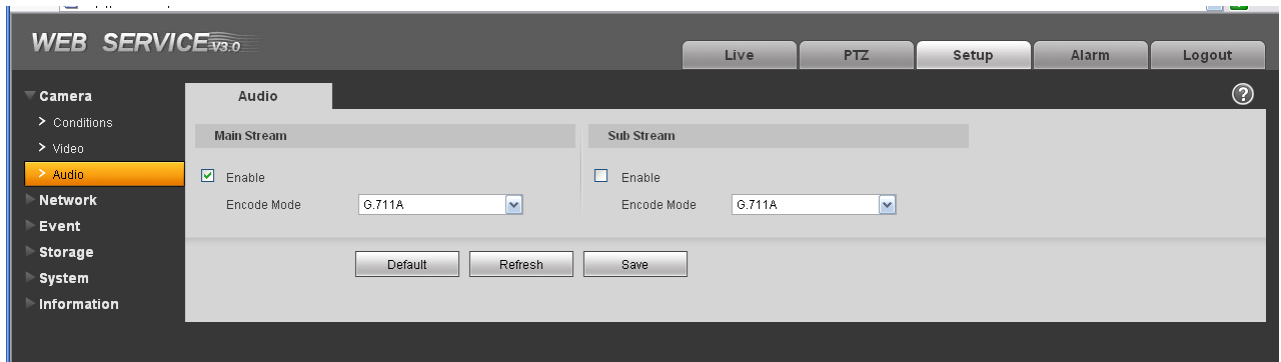 WEB SERVICE V3.0
Live PTZ Setup Alarm Logout
Camera
Conditions
Video
Audio
Network
Event
Storage
System
Information
Audio
?
Main Stream
Enable
Encode Mode G.711A
Sub Stream
Enable
Encode Mode G.711A
Default Refresh Save